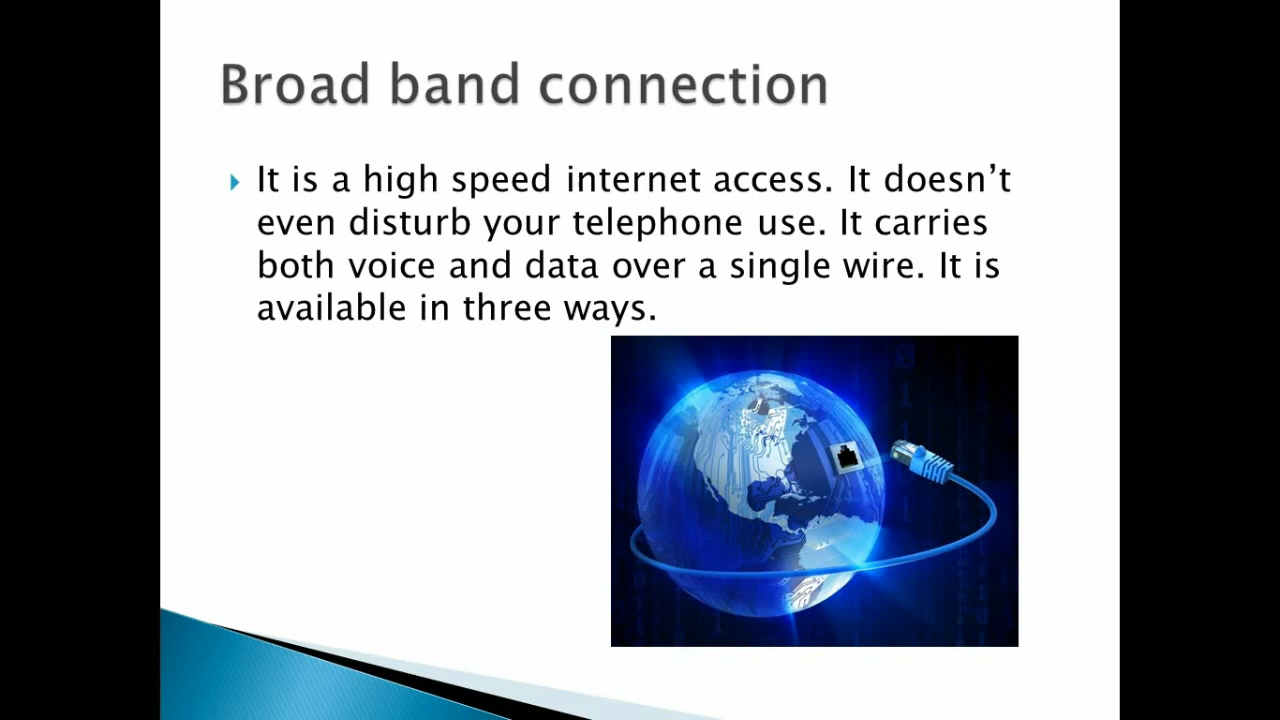 Broad band connection
It is a high speed internet access. It doesn’t
even disturb your telephone use. It carries
both voice and data over a single wire. It is
available in three ways.